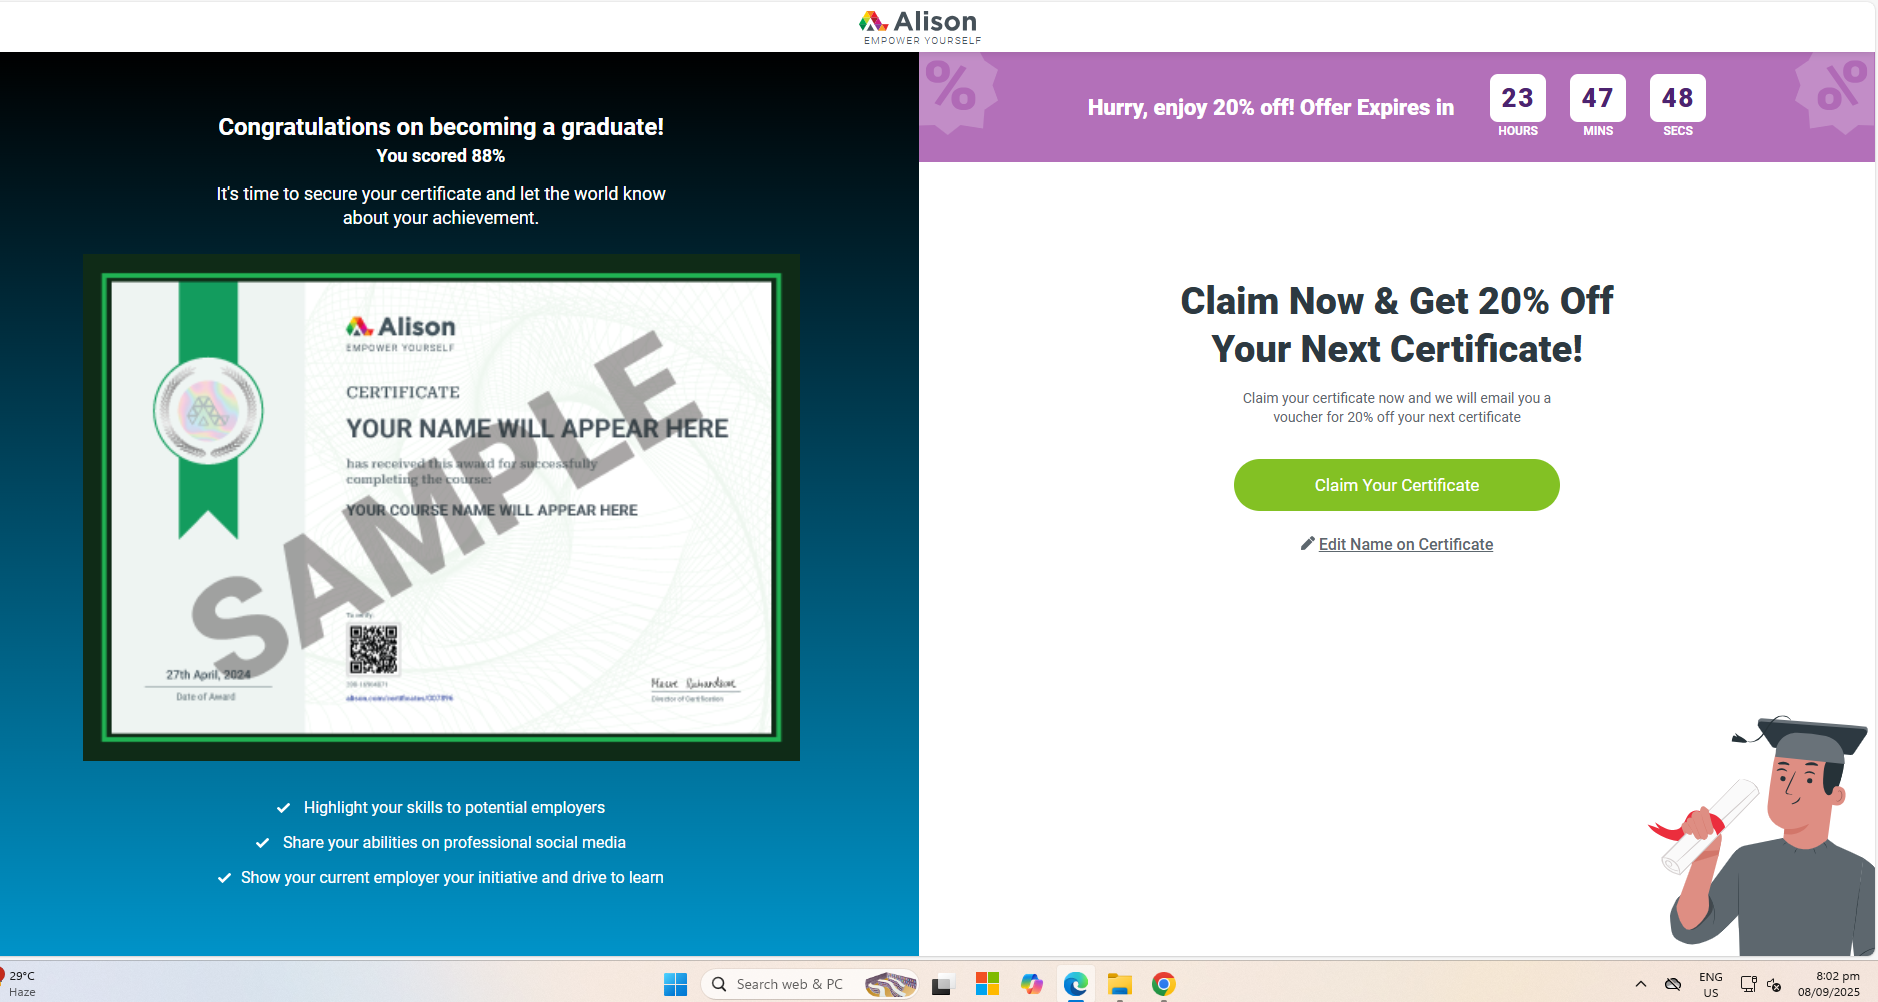 Alison
EMPOWER YOURSELF
Congratulations on becoming a graduate!
You scored 88%
It's time to secure your certificate and let the world know
about your achievement.
Alison
EMPOWER YOURSELF
CERTIFICATE
YOUR NAME WILL APPEAR HERE
has received this award for successfully
completing the course:
YOUR COURSE NAME WILL APPEAR HERE
SAMPLE
27th April, 2024
Date of Award
Director of Certification
Highlight your skills to potential employers
Share your abilities on professional social media
Show your current employer your initiative and drive to learn
% %
Hurry, enjoy 20% off! Offer Expires in
23 47 48
HOURS MINS SECS
Claim Now & Get 20% Off
Your Next Certificate!
Claim your certificate now and we will email you a
voucher for 20% off your next certificate
Claim Your Certificate
Edit Name on Certificate
29°C
Haze
Search web & PC
ENG
US
8:02 pm
08/09/2025